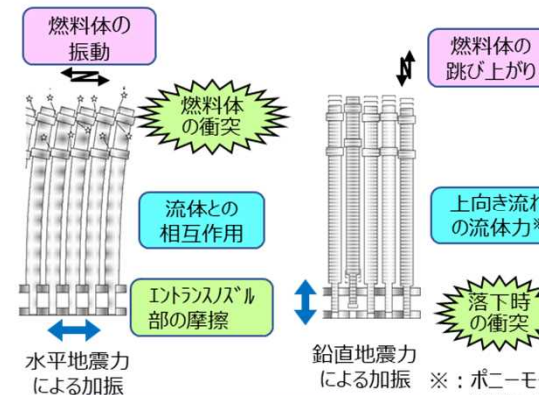 燃料体の
振動
燃料体
の衝突
流体との
相互作用
ｴﾝﾄﾗﾝｽﾉｽﾞﾙ
部の摩擦
水平地震力
による加振
燃料体の
跳び上がり
上向き流れ
の流体力※
落下時
の衝突
鉛直地震力
による加振
※：ポニーモ